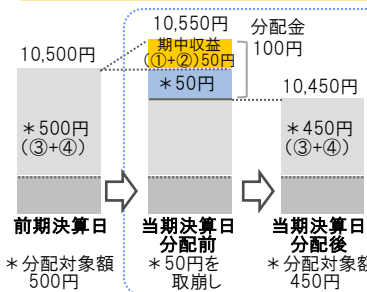 10,550円
期中収益
(①+②)50円
分配金
100円
10,500円
＊50円
10,450円
＊500円
(③+④)
＊450円
(③+④)
前期決算日
当期決算日
分配前
当期決算日
分配後
＊分配対象額
500円
＊50円を
取崩し
＊分配対象額
450円